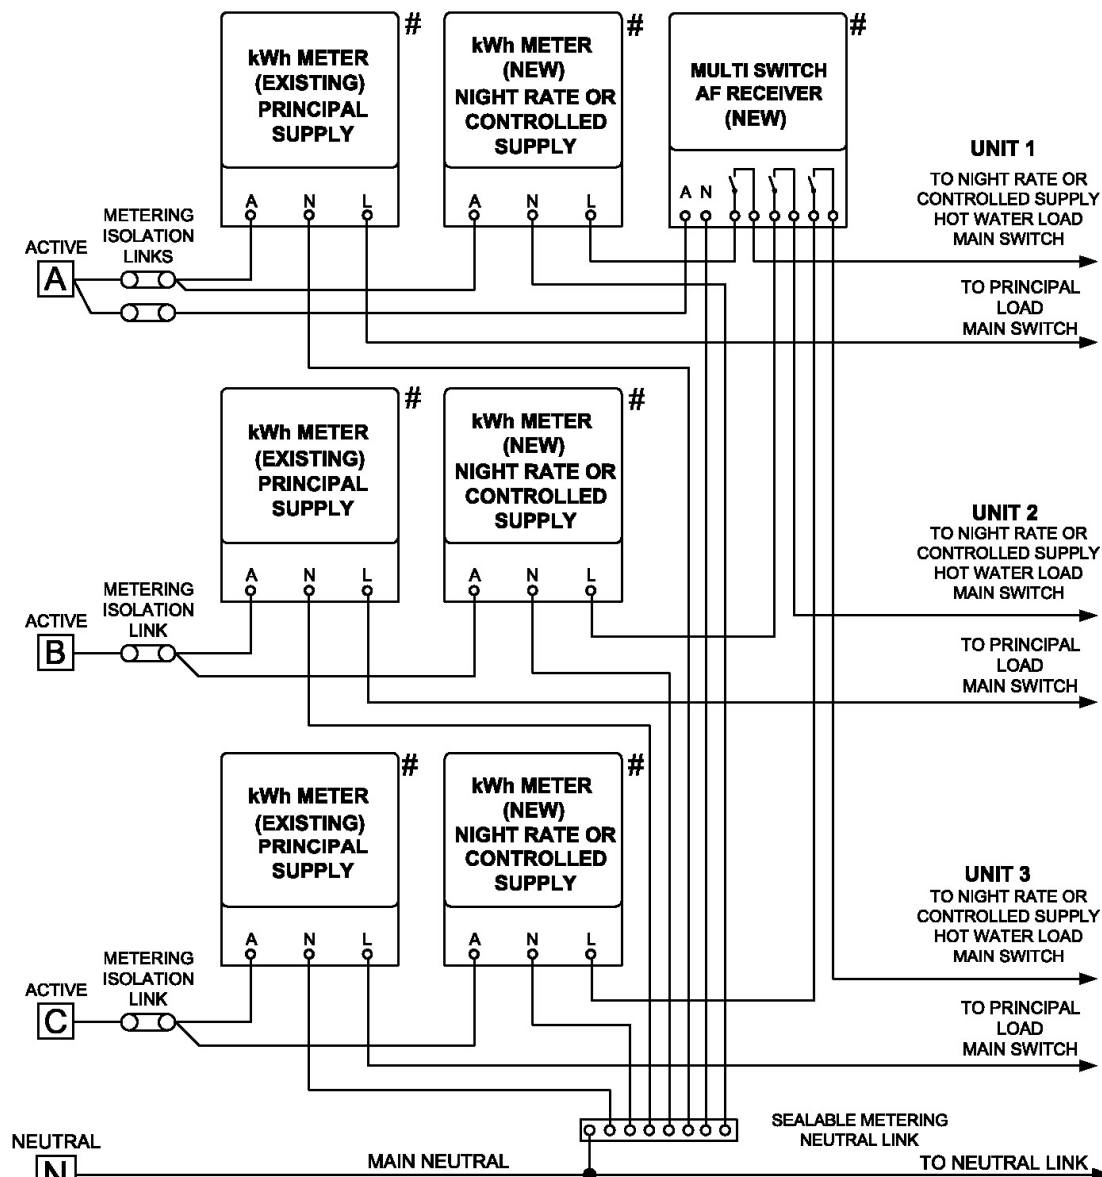 #
kWh METER
(EXISTING)
PRINCIPAL
SUPPLY
A N L
#
kWh METER
(NEW)
NIGHT RATE OR
CONTROLLED
SUPPLY
A N L
#
MULTI SWITCH
AF RECEIVER
(NEW)
A N
UNIT 1
TO NIGHT RATE OR
CONTROLLED SUPPLY
HOT WATER LOAD
MAIN SWITCH
METERING
ISOLATION
LINKS
ACTIVE
A
TO PRINCIPAL
LOAD
MAIN SWITCH
#
kWh METER
(EXISTING)
PRINCIPAL
SUPPLY
A N L
#
kWh METER
(NEW)
NIGHT RATE OR
CONTROLLED
SUPPLY
A N L
UNIT 2
TO NIGHT RATE OR
CONTROLLED SUPPLY
HOT WATER LOAD
MAIN SWITCH
METERING
ISOLATION
LINK
ACTIVE
B
TO PRINCIPAL
LOAD
MAIN SWITCH
#
kWh METER
(EXISTING)
PRINCIPAL
SUPPLY
A N L
#
kWh METER
(NEW)
NIGHT RATE OR
CONTROLLED
SUPPLY
A N L
UNIT 3
TO NIGHT RATE OR
CONTROLLED SUPPLY
HOT WATER LOAD
MAIN SWITCH
METERING
ISOLATION
LINK
ACTIVE
C
TO PRINCIPAL
LOAD
MAIN SWITCH
SEALABLE METERING
NEUTRAL LINK
NEUTRAL
N
MAIN NEUTRAL
TO NEUTRAL LINK